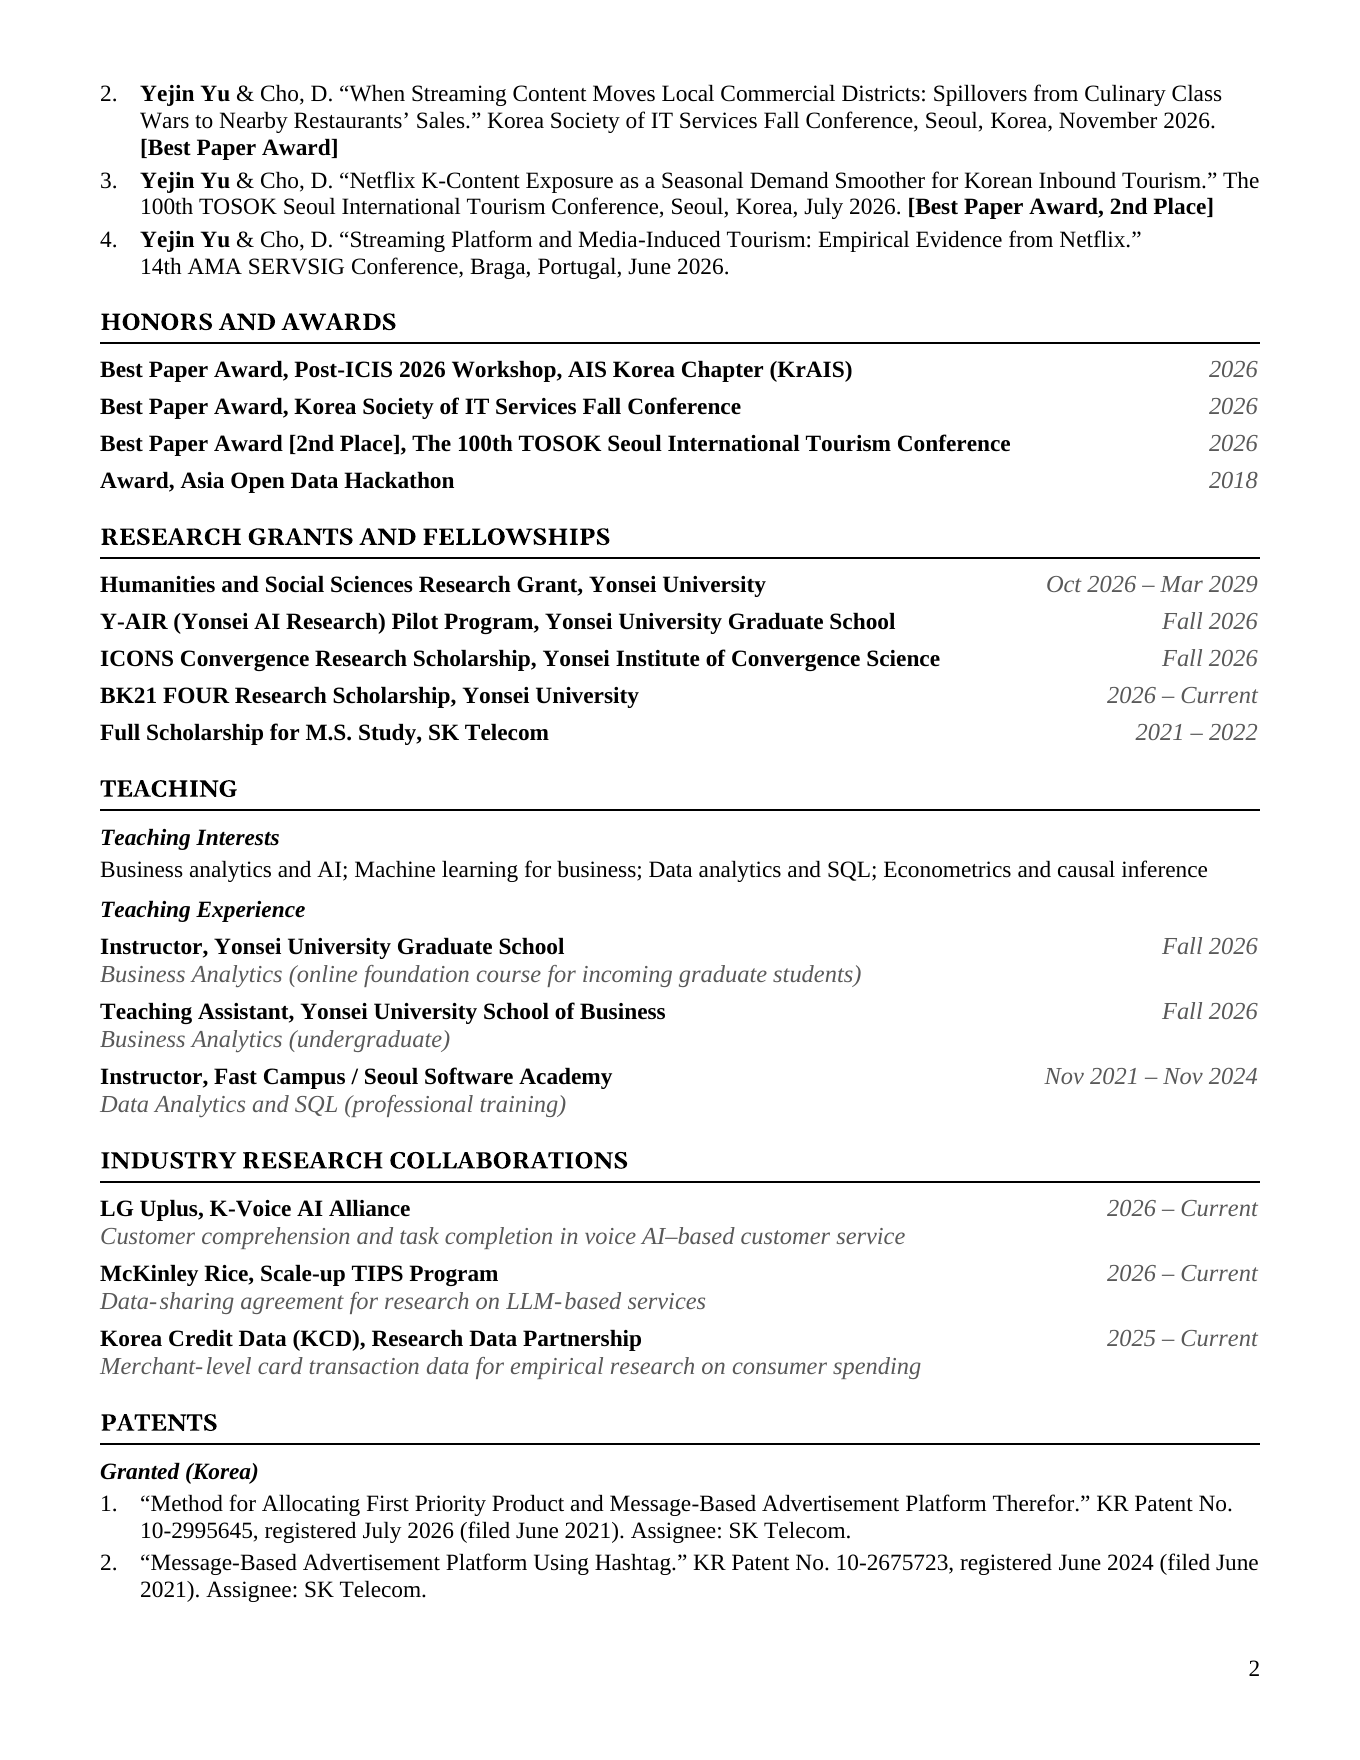 2. Yejin Yu & Cho, D. “When Streaming Content Moves Local Commercial Districts: Spillovers from Culinary Class
Wars to Nearby Restaurants’ Sales.” Korea Society of IT Services Fall Conference, Seoul, Korea, November 2026.
[Best Paper Award]
3. Yejin Yu & Cho, D. “Netflix K-Content Exposure as a Seasonal Demand Smoother for Korean Inbound Tourism.” The
100th TOSOK Seoul International Tourism Conference, Seoul, Korea, July 2026. [Best Paper Award, 2nd Place]
4. Yejin Yu & Cho, D. “Streaming Platform and Media-Induced Tourism: Empirical Evidence from Netflix.”
14th AMA SERVSIG Conference, Braga, Portugal, June 2026.
HONORS AND AWARDS
Best Paper Award, Post-ICIS 2026 Workshop, AIS Korea Chapter (KrAIS) 2026
Best Paper Award, Korea Society of IT Services Fall Conference 2026
Best Paper Award [2nd Place], The 100th TOSOK Seoul International Tourism Conference 2026
Award, Asia Open Data Hackathon 2018
RESEARCH GRANTS AND FELLOWSHIPS
Humanities and Social Sciences Research Grant, Yonsei University Oct 2026 – Mar 2029
Y-AIR (Yonsei AI Research) Pilot Program, Yonsei University Graduate School Fall 2026
ICONS Convergence Research Scholarship, Yonsei Institute of Convergence Science Fall 2026
BK21 FOUR Research Scholarship, Yonsei University 2026 – Current
Full Scholarship for M.S. Study, SK Telecom 2021 – 2022
TEACHING
Teaching Interests
Business analytics and AI; Machine learning for business; Data analytics and SQL; Econometrics and causal inference
Teaching Experience
Instructor, Yonsei University Graduate School Fall 2026
Business Analytics (online foundation course for incoming graduate students)
Teaching Assistant, Yonsei University School of Business Fall 2026
Business Analytics (undergraduate)
Instructor, Fast Campus / Seoul Software Academy Nov 2021 – Nov 2024
Data Analytics and SQL (professional training)
INDUSTRY RESEARCH COLLABORATIONS
LG Uplus, K-Voice AI Alliance 2026 – Current
Customer comprehension and task completion in voice AI–based customer service
McKinley Rice, Scale-up TIPS Program 2026 – Current
Data-sharing agreement for research on LLM-based services
Korea Credit Data (KCD), Research Data Partnership 2025 – Current
Merchant-level card transaction data for empirical research on consumer spending
PATENTS
Granted (Korea)
1. “Method for Allocating First Priority Product and Message-Based Advertisement Platform Therefor.” KR Patent No.
10-2995645, registered July 2026 (filed June 2021). Assignee: SK Telecom.
2. “Message-Based Advertisement Platform Using Hashtag.” KR Patent No. 10-2675723, registered June 2024 (filed June
2021). Assignee: SK Telecom.
2